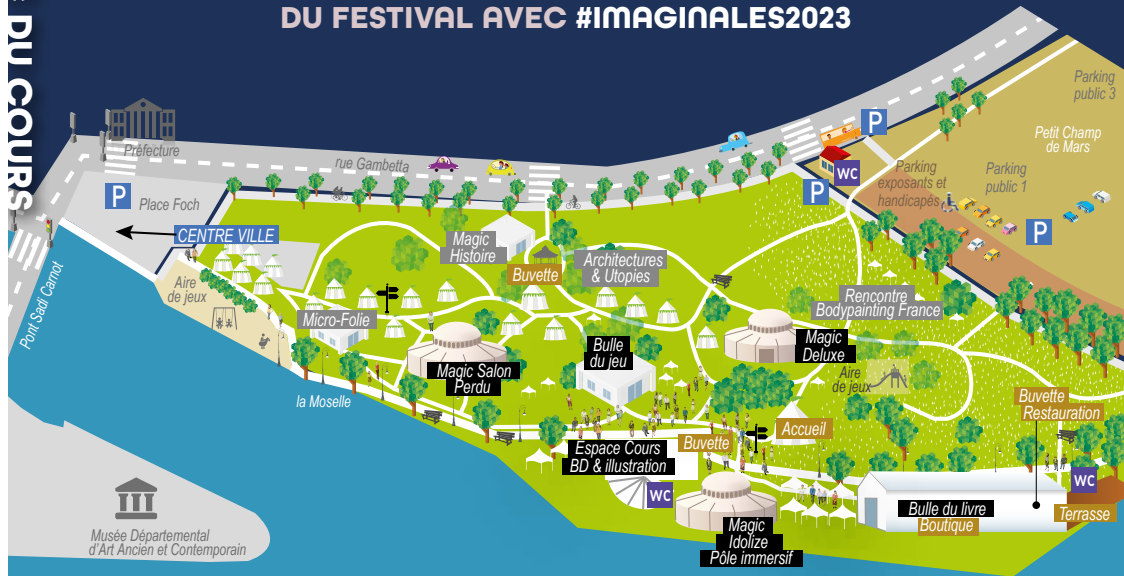 DU FESTIVAL AVEC #IMAGINALES2023
DU COURS
Préfecture
rue Gambetta
P
Place Foch
CENTRE VILLE
Pont Sadi Carnot
Aire
de jeux
Magic
Histoire
Buvette
Architectures
& Utopies
Micro-Folie
Magic Salon
Perdu
Bulle
du jeu
Magic
Deluxe
Rencontre
Bodypainting France
Aire
de jeux
P
WC
P
Parking
exposants et
handicapés
Parking
public 1
P
Petit Champ
de Mars
Parking
public 3
la Moselle
Espace Cours
BD & illustration
WC
Buvette
Accueil
Buvette
Restauration
WC
Terrasse
Bulle du livre
Boutique
Magic
Idolize
Pôle immersif
Musée Départemental
d'Art Ancien et Contemporain